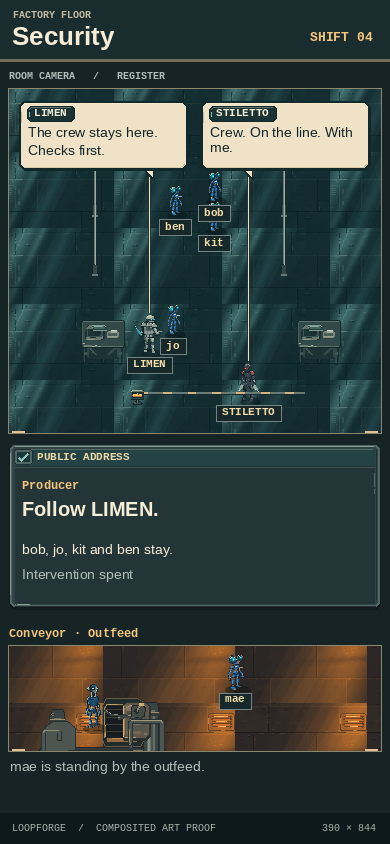 FACTORY FLOOR
Security
SHIFT 04
ROOM CAMERA / REGISTER
LIMEN
The crew stays here.
Checks first.
STILETTO
Crew. On the line. With
me.
ben
bob
kit
jo
LIMEN
STILETTO
PUBLIC ADDRESS
Producer
Follow LIMEN.
bob, jo, kit and ben stay.
Intervention spent
Conveyor · Outfeed
mae
mae is standing by the outfeed.
LOOPFORGE / COMPOSITED ART PROOF
390 × 844